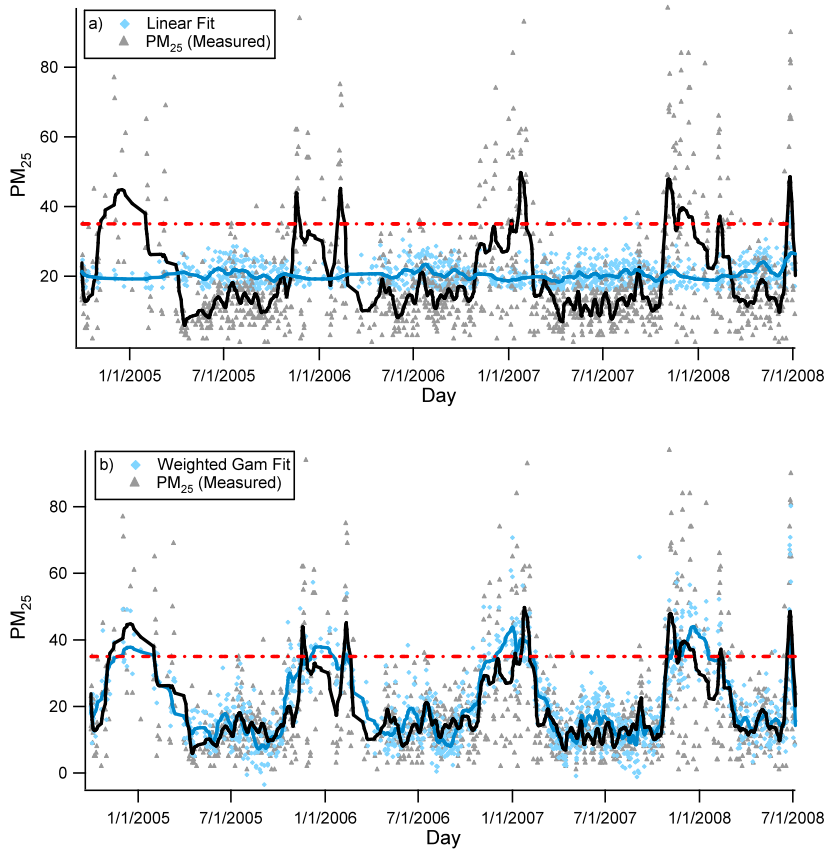 a) Linear Fit
PM25 (Measured)
80
60
40
20
PM25
1/1/2005 7/1/2005 1/1/2006 7/1/2006 1/1/2007 7/1/2007 1/1/2008 7/1/2008
Day
b) Weighted Gam Fit
PM25 (Measured)
80
60
40
20
0
PM25
1/1/2005 7/1/2005 1/1/2006 7/1/2006 1/1/2007 7/1/2007 1/1/2008 7/1/2008
Day